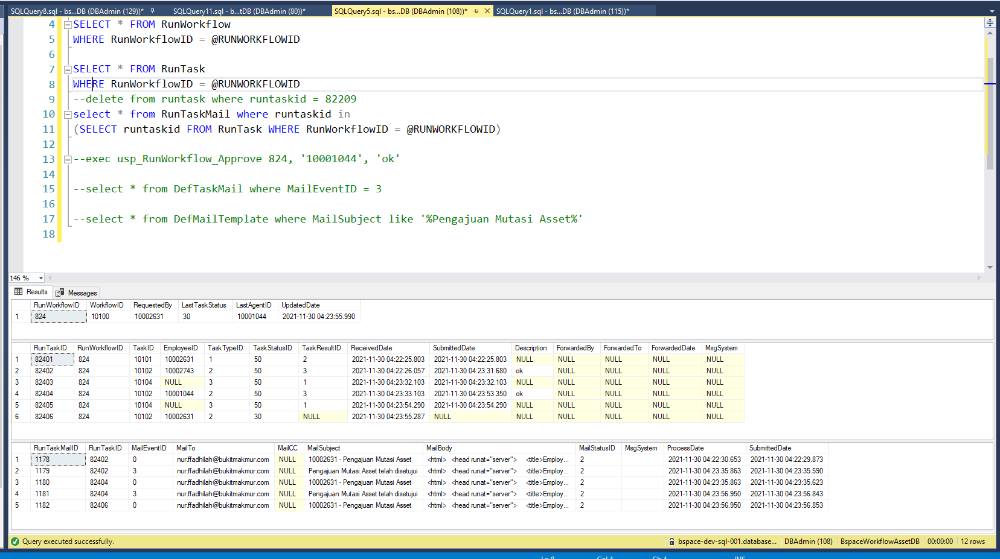 SQLQuery8.sql - bs...DB (DBAdmin (129))* SQLQuery11.sql - b...tDB (DBAdmin (80))* SQLQuery5.sql - bs...DB (DBAdmin (108))* SQLQuery1.sql - bs...DB (DBAdmin (115))*
4 SELECT * FROM RunWorkflow
5 WHERE RunWorkflowID = @RUNWORKFLOWID
6
7 SELECT * FROM RunTask
8 WHERE RunWorkflowID = @RUNWORKFLOWID
9 --delete from runtask where runtaskid = 82209
10 select * from RunTaskMail where runtaskid in
11 (SELECT runtaskid FROM RunTask WHERE RunWorkflowID = @RUNWORKFLOWID)
12
13 --exec usp_RunWorkflow_Approve 824, '10001044', 'ok'
14
15 --select * from DefTaskMail where MailEventID = 3
16
17 --select * from DefMailTemplate where MailSubject like '%Pengajuan Mutasi Asset%'
18
146 %
Results Messages
RunWorkflowID WorkflowID RequestedBy LastTaskStatus LastAgentID UpdatedDate
1 824 10100 10002631 30 10001044 2021-11-30 04:23:55.990
RunTaskID RunWorkflowID TaskID EmployeeID TaskTypeID TaskStatusID TaskResultID ReceivedDate SubmittedDate Description ForwardedBy ForwardedTo ForwardedDate MsgSystem
1 82401 824 10101 10002631 1 50 2 2021-11-30 04:22:25.803 2021-11-30 04:22:25.803 NULL NULL NULL NULL NULL
2 82402 824 10102 10002743 2 50 3 2021-11-30 04:22:26.057 2021-11-30 04:23:31.680 ok NULL NULL NULL NULL
3 82403 824 10104 NULL 3 50 1 2021-11-30 04:23:32.103 2021-11-30 04:23:32.103 NULL NULL NULL NULL NULL
4 82404 824 10102 10001044 2 50 3 2021-11-30 04:23:33.103 2021-11-30 04:23:53.350 ok NULL NULL NULL NULL
5 82405 824 10104 NULL 3 50 1 2021-11-30 04:23:54.290 2021-11-30 04:23:54.290 NULL NULL NULL NULL NULL
6 82406 824 10102 10002631 2 30 NULL 2021-11-30 04:23:55.287 NULL NULL NULL NULL NULL NULL
RunTaskMailID RunTaskID MailEventID MailTo MailCC MailSubject MailBody MailStatusID MsgSystem ProcessDate SubmittedDate
1 1178 82402 0 nur.ffadhilah@bukitmakmur.com NULL 10002631 - Pengajuan Mutasi Asset <html> <head runat="server"> <title>Employ... 2 2021-11-30 04:22:30.653 2021-11-30 04:22:29.873
2 1179 82402 3 nur.ffadhilah@bukitmakmur.com NULL Pengajuan Mutasi Asset telah disetujui <html> <head runat="server"> <title>Employ... 2 2021-11-30 04:23:35.863 2021-11-30 04:23:35.590
3 1180 82404 0 nur.ffadhilah@bukitmakmur.com NULL 10002631 - Pengajuan Mutasi Asset <html> <head runat="server"> <title>Employ... 2 2021-11-30 04:23:35.863 2021-11-30 04:23:35.623
4 1181 82404 3 nur.ffadhilah@bukitmakmur.com NULL Pengajuan Mutasi Asset telah disetujui <html> <head runat="server"> <title>Employ... 2 2021-11-30 04:23:56.950 2021-11-30 04:23:56.843
5 1182 82406 0 nur.ffadhilah@bukitmakmur.com NULL 10002631 - Pengajuan Mutasi Asset <html> <head runat="server"> <title>Employ... 2 2021-11-30 04:23:56.950 2021-11-30 04:23:56.853
Query executed successfully. bspace-dev-sql-001.database... DBAdmin (108) BspaceWorkflowAssetDB 00:00:00 12 rows